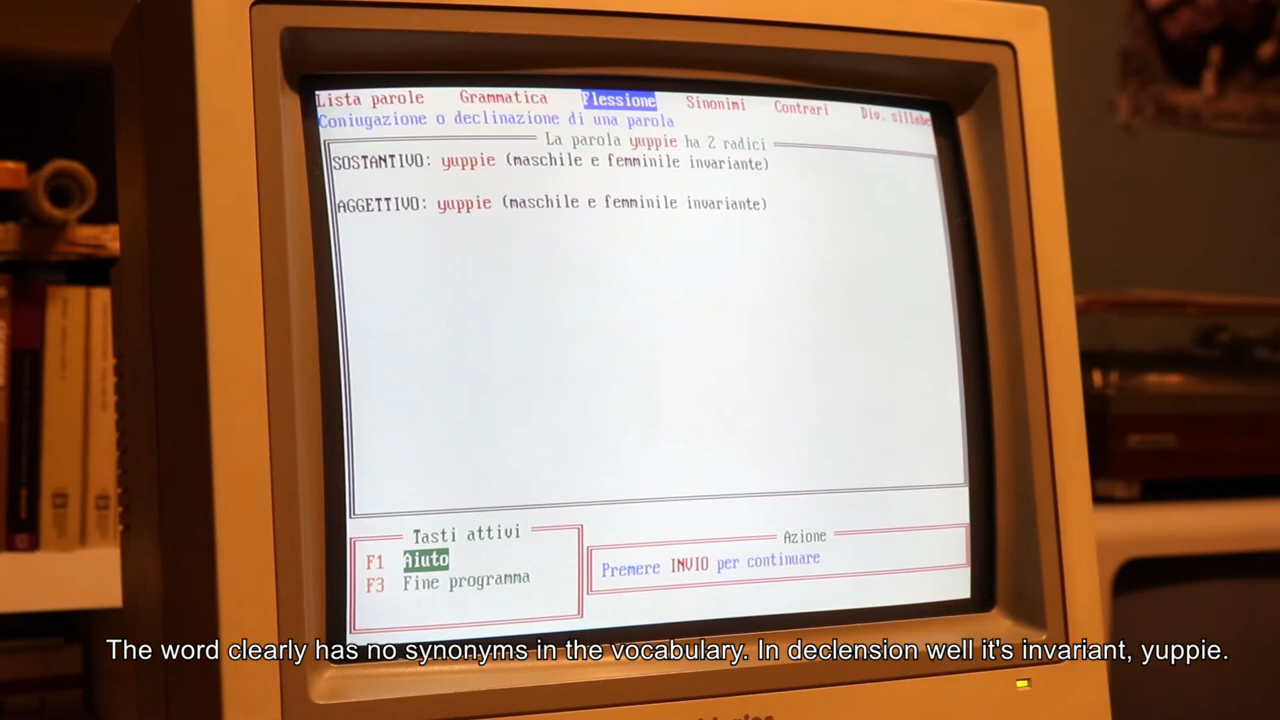 Lista parole Grammatica Flessione Sinonimi Contrari Div. sillabe
Coniugazione o declinazione di una parola
La parola yuppie ha 2 radici
SOSTANTIVO: yuppie (maschile e femminile invariante)
AGGETTIVO: yuppie (maschile e femminile invariante)
Tasti attivi
F1 Aiuto
F3 Fine programma
Azione
Premere INVIO per continuare
The word clearly has no synonyms in the vocabulary. In declension well it's invariant, yuppie.